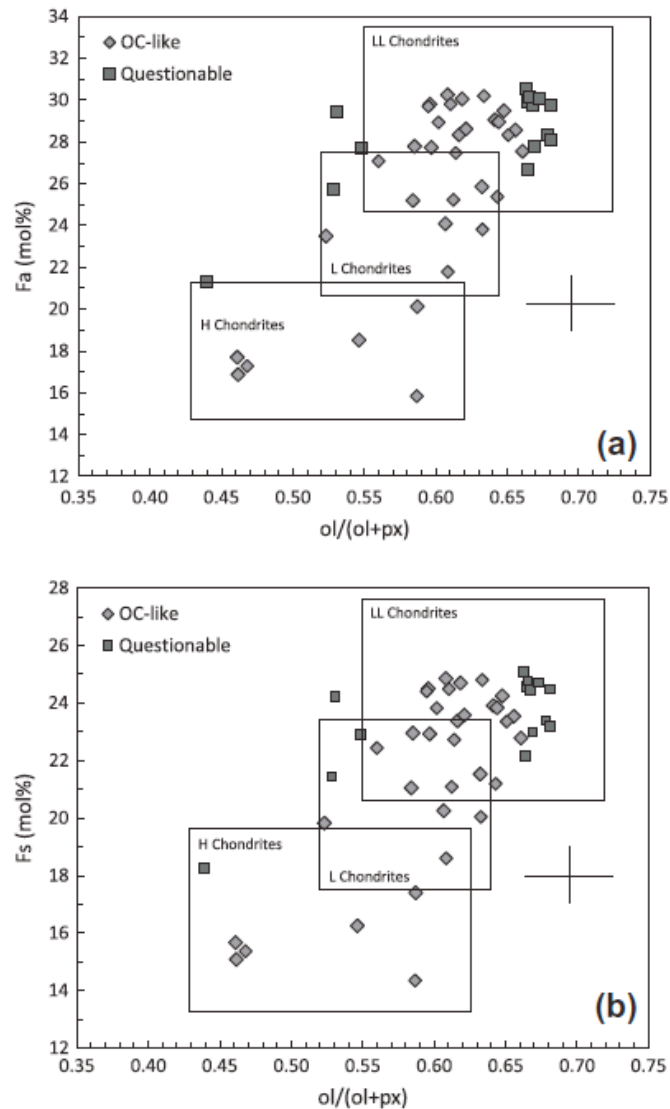 34
32
30
28
26
24
22
20
18
16
14
12
Fa (mol%)
OC-like
Questionable
LL Chondrites
L Chondrites
H Chondrites
(a)
0.35 0.40 0.45 0.50 0.55 0.60 0.65 0.70 0.75
ol/(ol+px)
28
26
24
22
20
18
16
14
12
Fs (mol%)
OC-like
Questionable
LL Chondrites
H Chondrites
L Chondrites
(b)
0.35 0.40 0.45 0.50 0.55 0.60 0.65 0.70 0.75
ol/(ol+px)